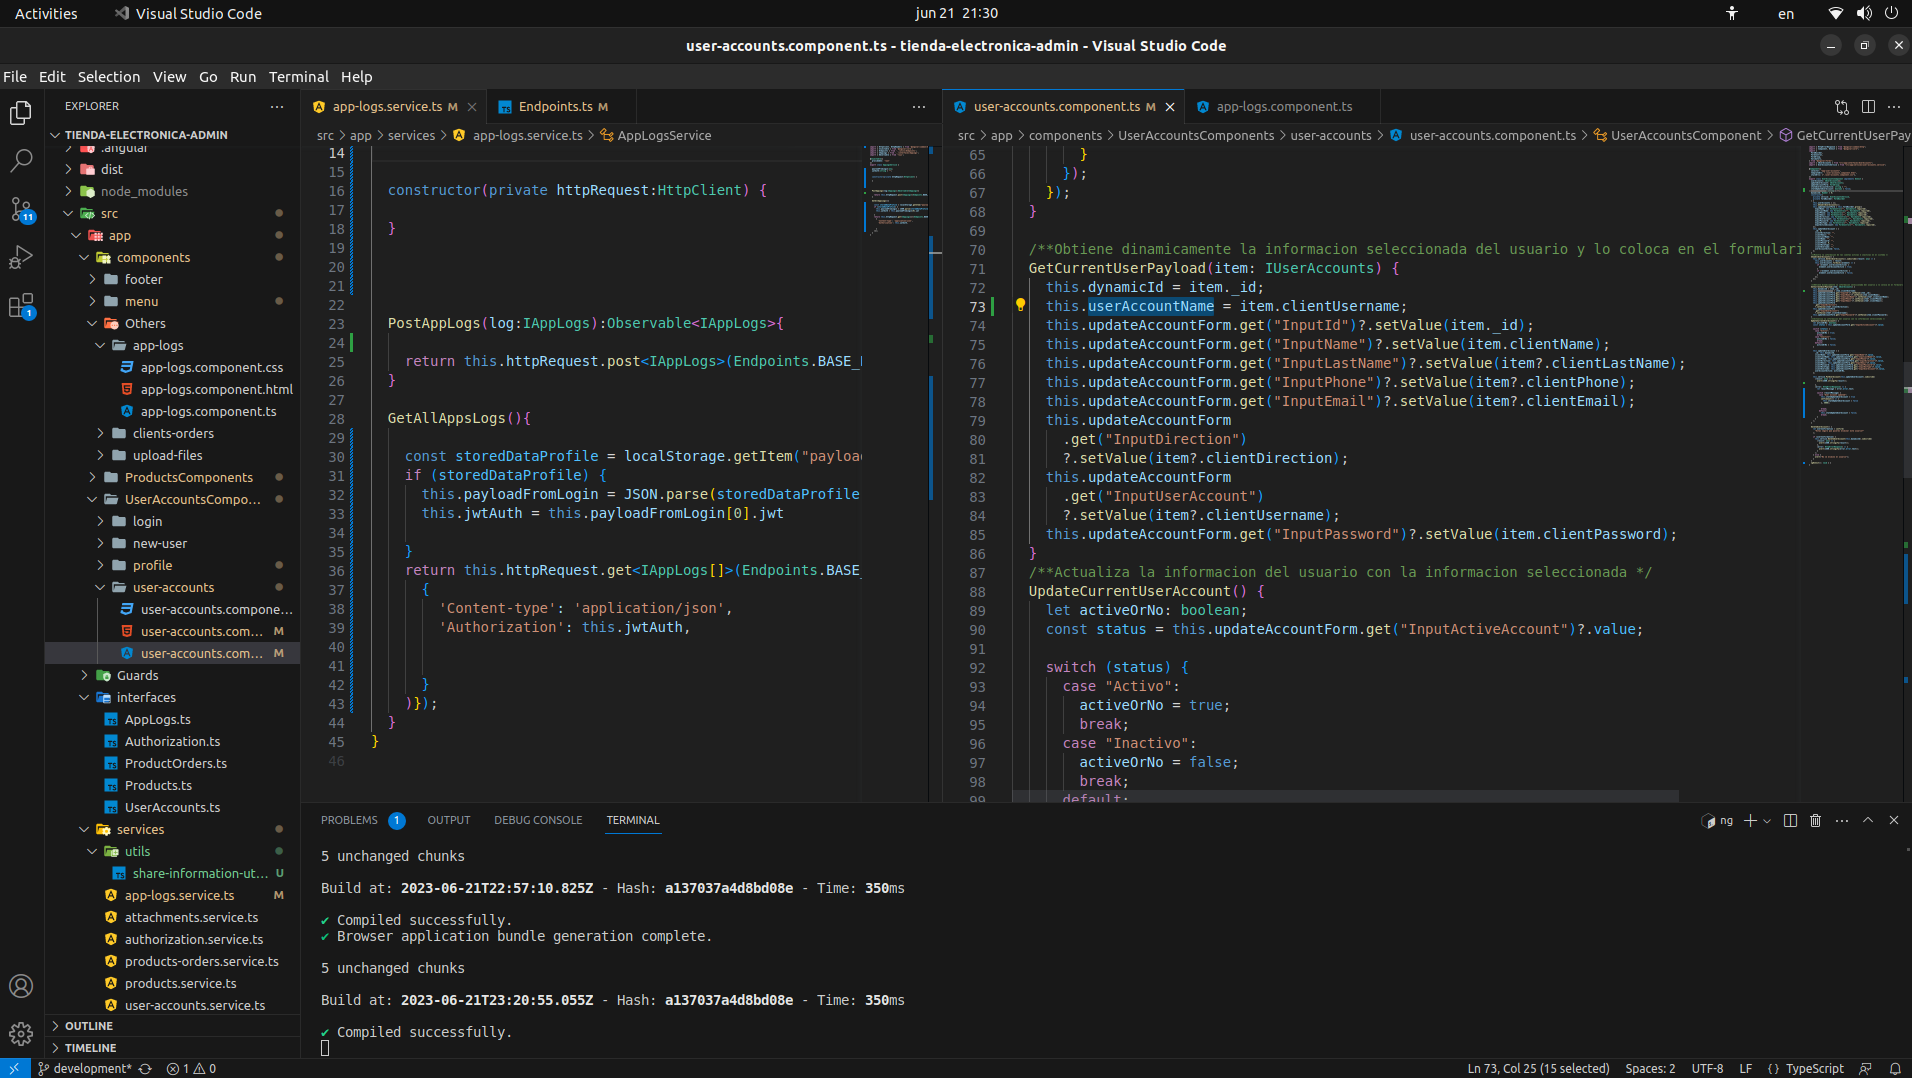 Activities
Visual Studio Code
jun 21 21:30
en
user-accounts.component.ts - tienda-electronica-admin - Visual Studio Code
File Edit Selection View Go Run Terminal Help
EXPLORER
TIENDA-ELECTRONICA-ADMIN
.angular
dist
node_modules
src
app
components
footer
menu
Others
app-logs
app-logs.component.css
app-logs.component.html
app-logs.component.ts
clients-orders
upload-files
ProductsComponents
UserAccountsCompo...
login
new-user
profile
user-accounts
user-accounts.compone...
user-accounts.com... M
user-accounts.com... M
Guards
interfaces
AppLogs.ts
Authorization.ts
ProductOrders.ts
Products.ts
UserAccounts.ts
services
utils
share-information-ut... U
app-logs.service.ts M
attachments.service.ts
authorization.service.ts
products-orders.service.ts
products.service.ts
user-accounts.service.ts
OUTLINE
TIMELINE
11
1
app-logs.service.ts M
Endpoints.ts M
src > app > services > app-logs.service.ts > AppLogsService
14
15
16 constructor(private httpRequest:HttpClient) {
17
18 }
19
20
21
22
23 PostAppLogs(log:IAppLogs):Observable<IAppLogs>{
24
25 return this.httpRequest.post<IAppLogs>(Endpoints.BASE_
26 }
27
28 GetAllAppsLogs(){
29
30 const storedDataProfile = localStorage.getItem("payloa
31 if (storedDataProfile) {
32 this.payloadFromLogin = JSON.parse(storedDataProfile
33 this.jwtAuth = this.payloadFromLogin[0].jwt
34
35 }
36 return this.httpRequest.get<IAppLogs[]>(Endpoints.BASE_
37 {
38 'Content-type': 'application/json',
39 'Authorization': this.jwtAuth,
40
41
42 }
43 )});
44 }
45 }
46
user-accounts.component.ts M
app-logs.component.ts
src > app > components > UserAccountsComponents > user-accounts > user-accounts.component.ts > UserAccountsComponent > GetCurrentUserPay
65 }
66 });
67 });
68 }
69
70 /**Obtiene dinamicamente la informacion seleccionada del usuario y lo coloca en el formulari
71 GetCurrentUserPayload(item: IUserAccounts) {
72 this.dynamicId = item._id;
73 this.userAccountName = item.clientUsername;
74 this.updateAccountForm.get("InputId")?.setValue(item._id);
75 this.updateAccountForm.get("InputName")?.setValue(item.clientName);
76 this.updateAccountForm.get("InputLastName")?.setValue(item?.clientLastName);
77 this.updateAccountForm.get("InputPhone")?.setValue(item?.clientPhone);
78 this.updateAccountForm.get("InputEmail")?.setValue(item?.clientEmail);
79 this.updateAccountForm
80 .get("InputDirection")
81 ?.setValue(item?.clientDirection);
82 this.updateAccountForm
83 .get("InputUserAccount")
84 ?.setValue(item?.clientUsername);
85 this.updateAccountForm.get("InputPassword")?.setValue(item.clientPassword);
86 }
87 /**Actualiza la informacion del usuario con la informacion seleccionada */
88 UpdateCurrentUserAccount() {
89 let activeOrNo: boolean;
90 const status = this.updateAccountForm.get("InputActiveAccount")?.value;
91
92 switch (status) {
93 case "Activo":
94 activeOrNo = true;
95 break;
96 case "Inactivo":
97 activeOrNo = false;
98 break;
99 default:
PROBLEMS 1 OUTPUT DEBUG CONSOLE TERMINAL
ng
5 unchanged chunks
Build at: 2023-06-21T22:57:10.825Z - Hash: a137037a4d8bd08e - Time: 350ms
✔ Compiled successfully.
✔ Browser application bundle generation complete.
5 unchanged chunks
Build at: 2023-06-21T23:20:55.055Z - Hash: a137037a4d8bd08e - Time: 350ms
✔ Compiled successfully.
development* 1 0
Ln 73, Col 25 (15 selected) Spaces: 2 UTF-8 LF { } TypeScript